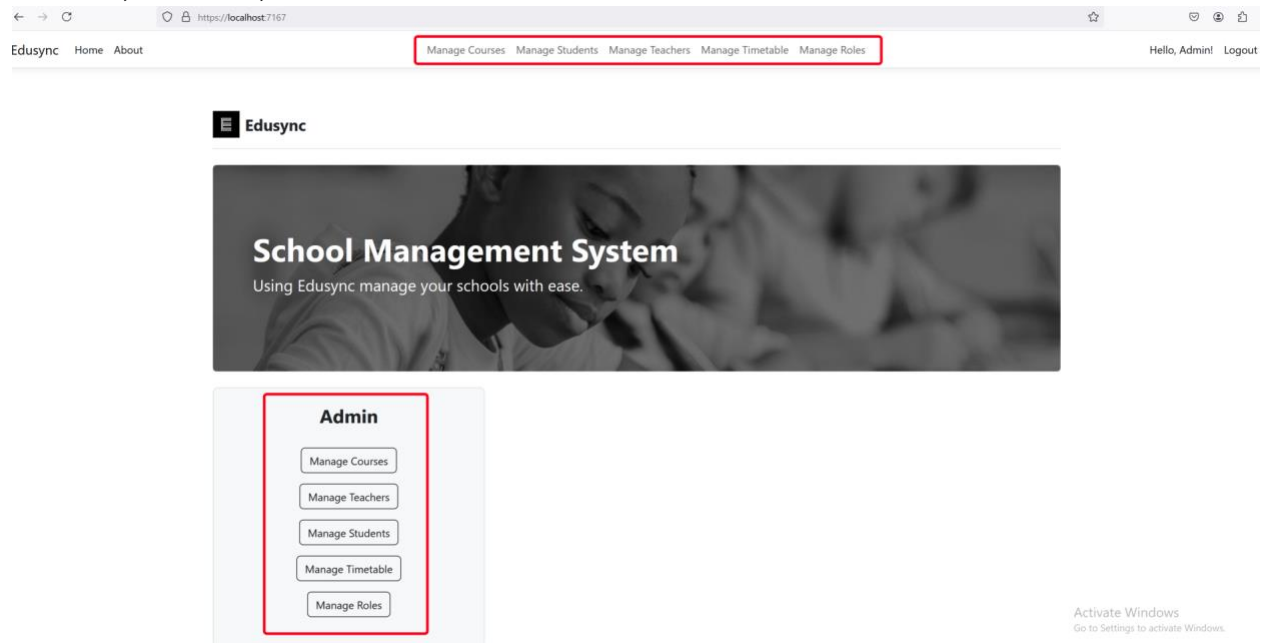 https://localhost:7167
Edusync Home About Manage Courses Manage Students Manage Teachers Manage Timetable Manage Roles Hello, Admin! Logout
E Edusync
School Management System
Using Edusync manage your schools with ease.
Admin
Manage Courses
Manage Teachers
Manage Students
Manage Timetable
Manage Roles
Activate Windows
Go to Settings to activate Windows.